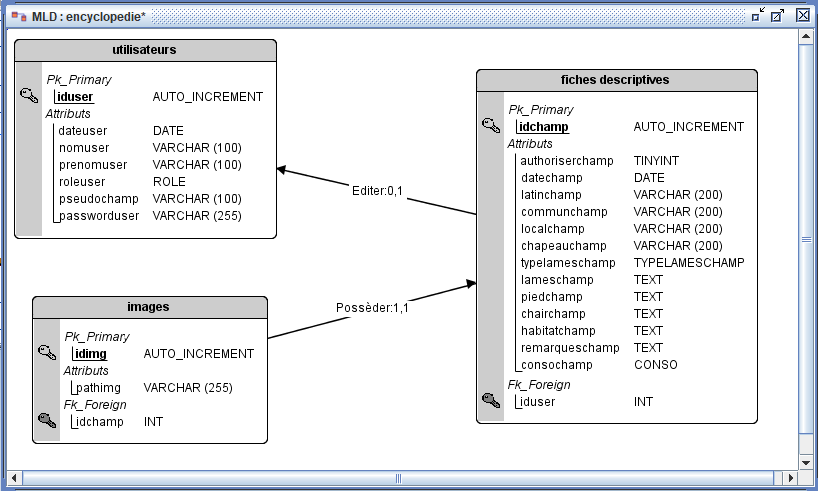 MLD : encyclopedie*
utilisateurs
Pk_Primary
iduser AUTO_INCREMENT
Attributs
dateuser DATE
nomuser VARCHAR (100)
prenomuser VARCHAR (100)
roleuser ROLE
pseudochamp VARCHAR (100)
passworduser VARCHAR (255)
fiches descriptives
Pk_Primary
idchamp AUTO_INCREMENT
Attributs
authoriserchamp TINYINT
datechamp DATE
latinchamp VARCHAR (200)
communchamp VARCHAR (200)
localchamp VARCHAR (200)
chapeauchamp VARCHAR (200)
typelameschamp TYPELAMESCHAMP
lameschamp TEXT
piedchamp TEXT
chairchamp TEXT
habitatchamp TEXT
remarqueschamp TEXT
consochamp CONSO
Fk_Foreign
iduser INT
Editer:0,1
Possèder:1,1
images
Pk_Primary
idimg AUTO_INCREMENT
Attributs
pathimg VARCHAR (255)
Fk_Foreign
idchamp INT